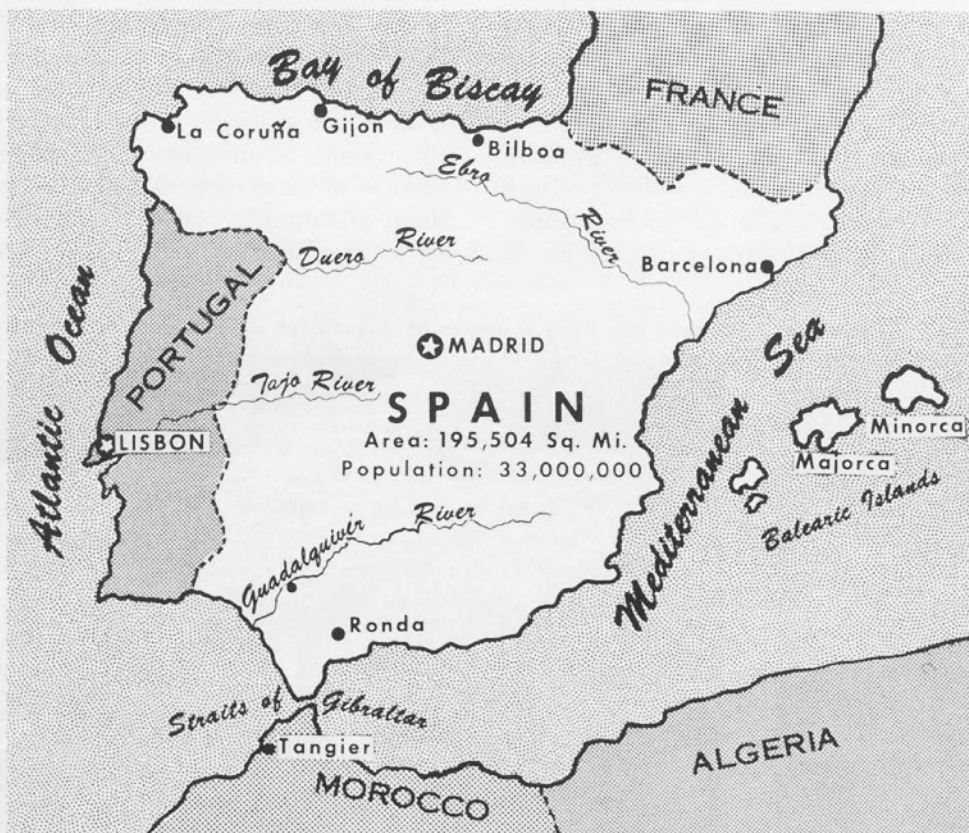 Bay of Biscay
FRANCE
La Coruña
Gijon
Bilboa
Ebro River
Duero River
Barcelona
PORTUGAL
Atlantic Ocean
MADRID
Tajo River
SPAIN
Area: 195,504 Sq. Mi.
Population: 33,000,000
LISBON
Mediterranean Sea
Minorca
Majorca
Balearic Islands
Guadalquivir River
Ronda
Straits of Gibraltar
Tangier
MOROCCO
ALGERIA